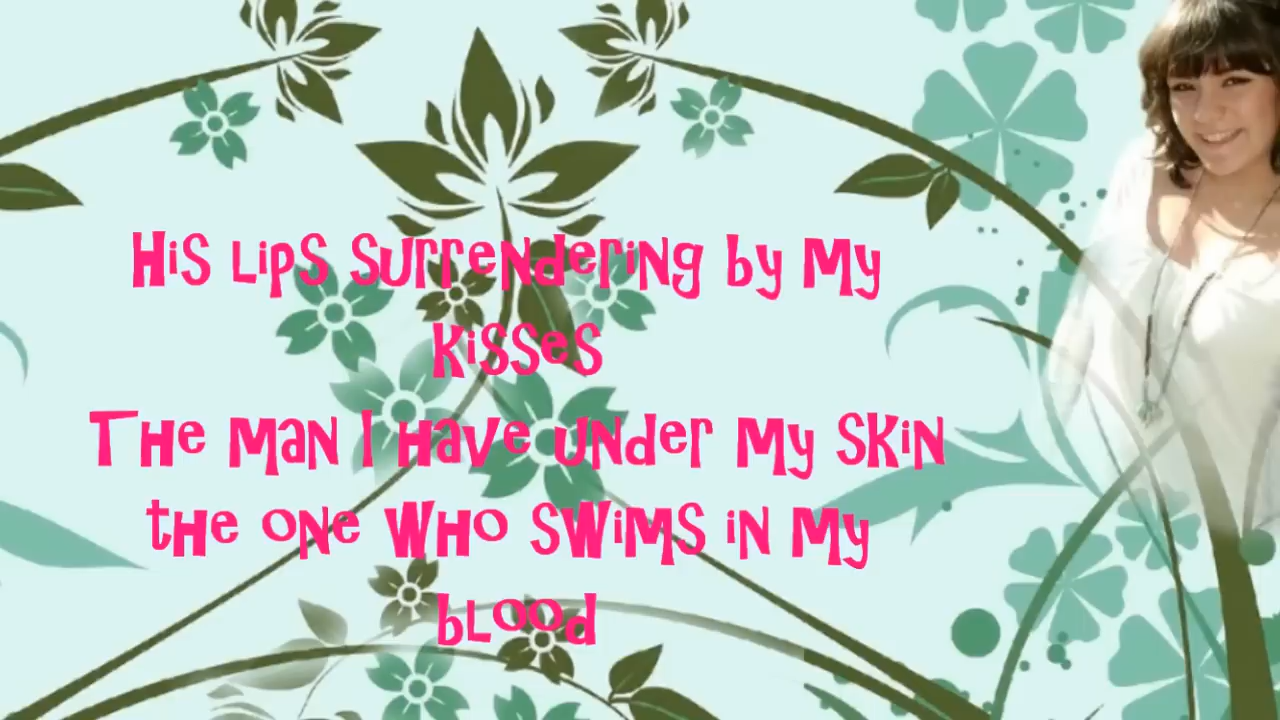 His lips surrendering by my
kisses
The man I have under my skin
the one who swims in my
blood